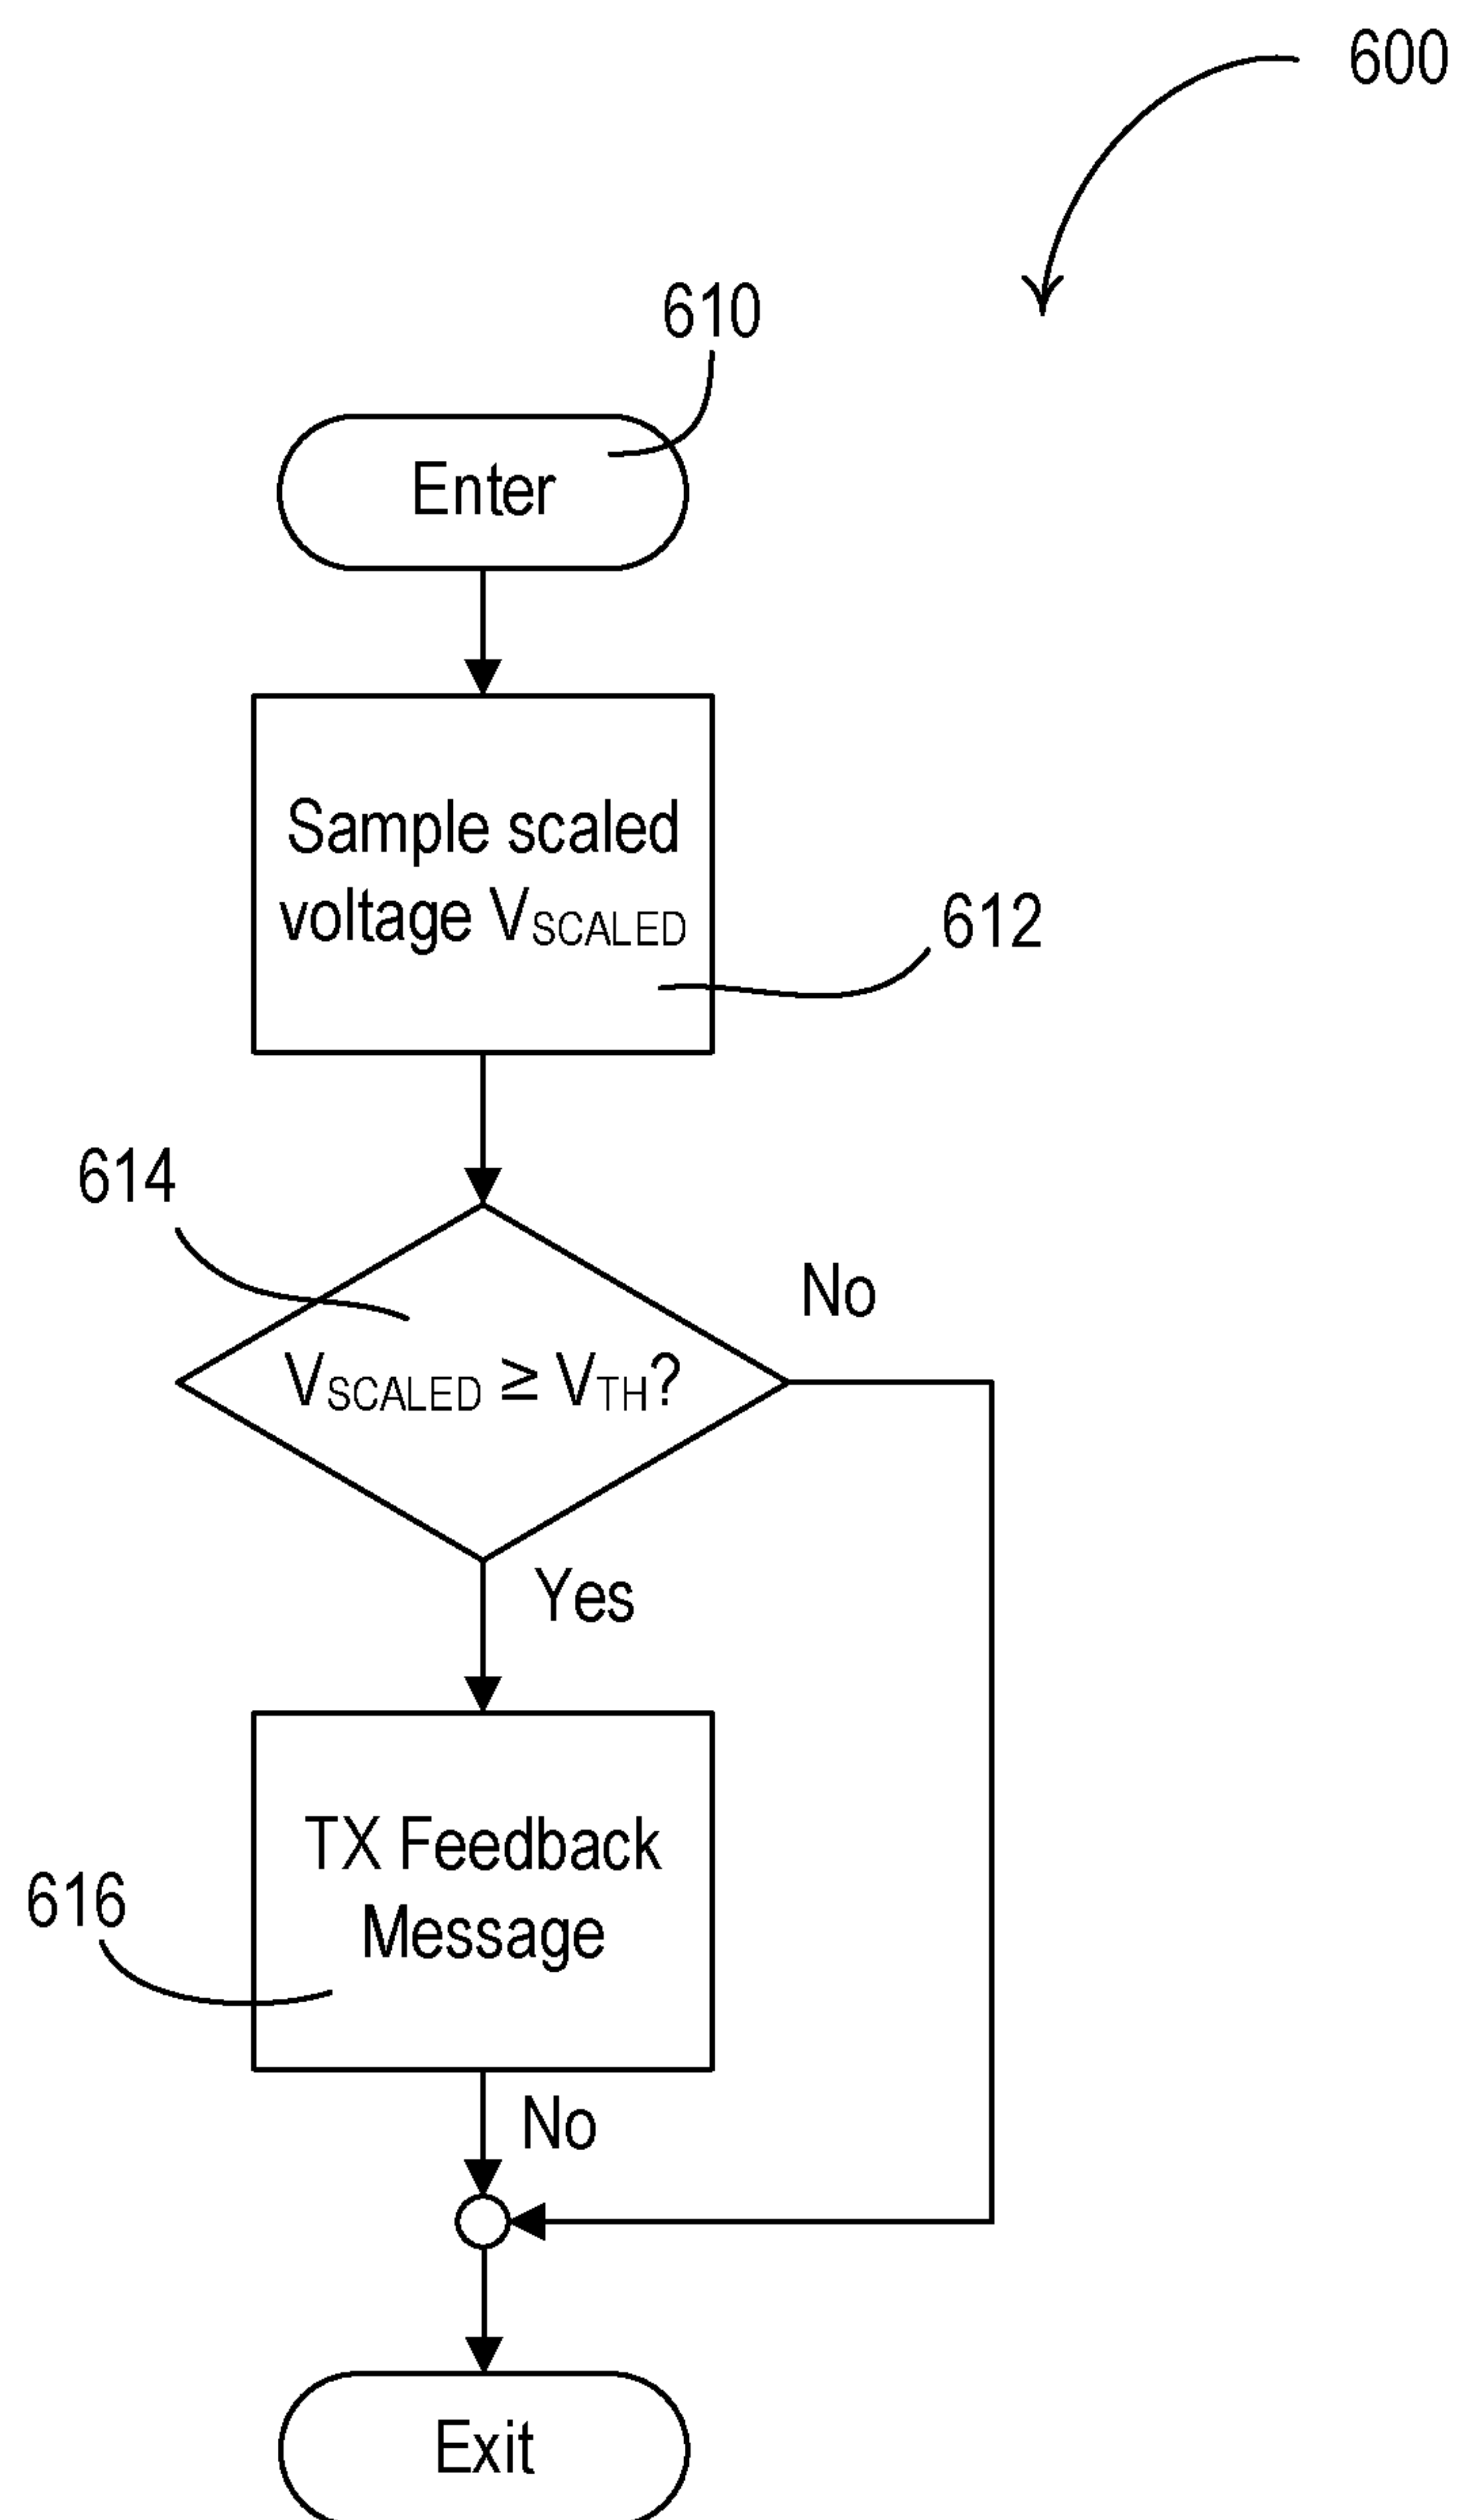 600
610
Enter
Sample scaled
voltage VSCALED
612
614
No
VSCALED ≥ VTH?
Yes
TX Feedback
616
Message
No
Exit